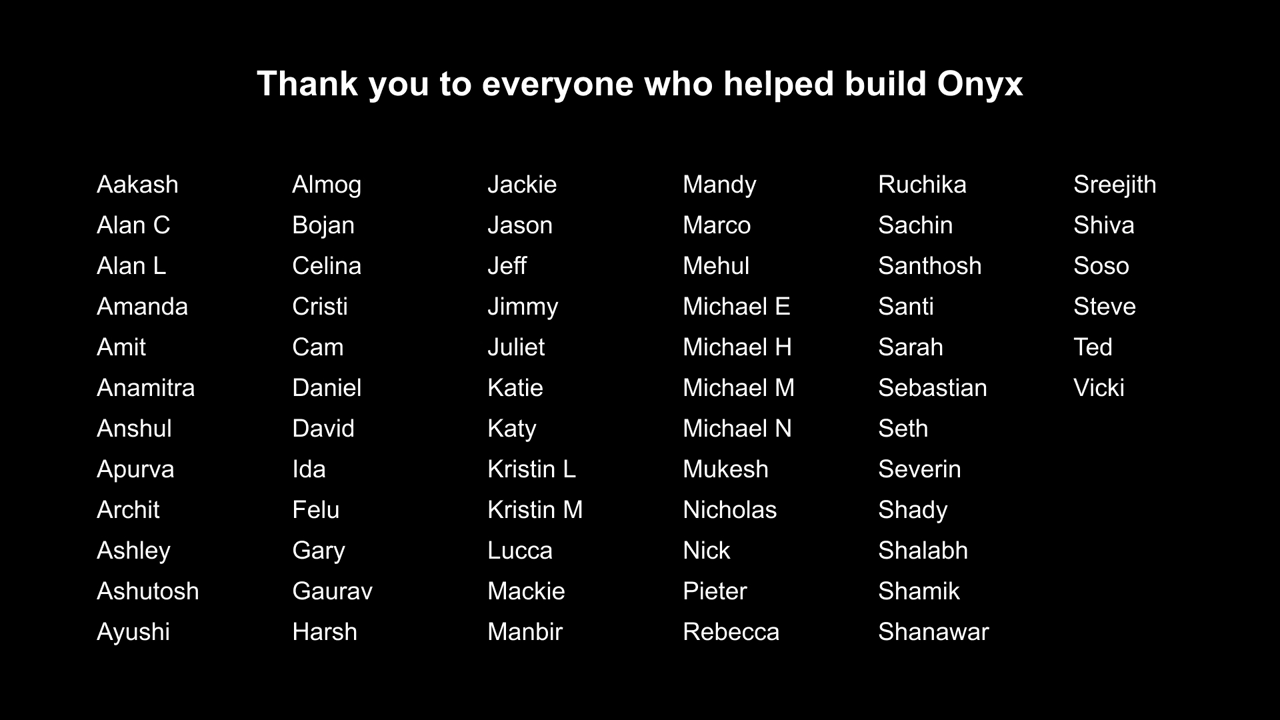 Thank you to everyone who helped build Onyx
Aakash
Alan C
Alan L
Amanda
Amit
Anamitra
Anshul
Apurva
Archit
Ashley
Ashutosh
Ayushi
Almog
Bojan
Celina
Cristi
Cam
Daniel
David
Ida
Felu
Gary
Gaurav
Harsh
Jackie
Jason
Jeff
Jimmy
Juliet
Katie
Katy
Kristin L
Kristin M
Lucca
Mackie
Manbir
Mandy
Marco
Mehul
Michael E
Michael H
Michael M
Michael N
Mukesh
Nicholas
Nick
Pieter
Rebecca
Ruchika
Sachin
Santhosh
Santi
Sarah
Sebastian
Seth
Severin
Shady
Shalabh
Shamik
Shanawar
Sreejith
Shiva
Soso
Steve
Ted
Vicki